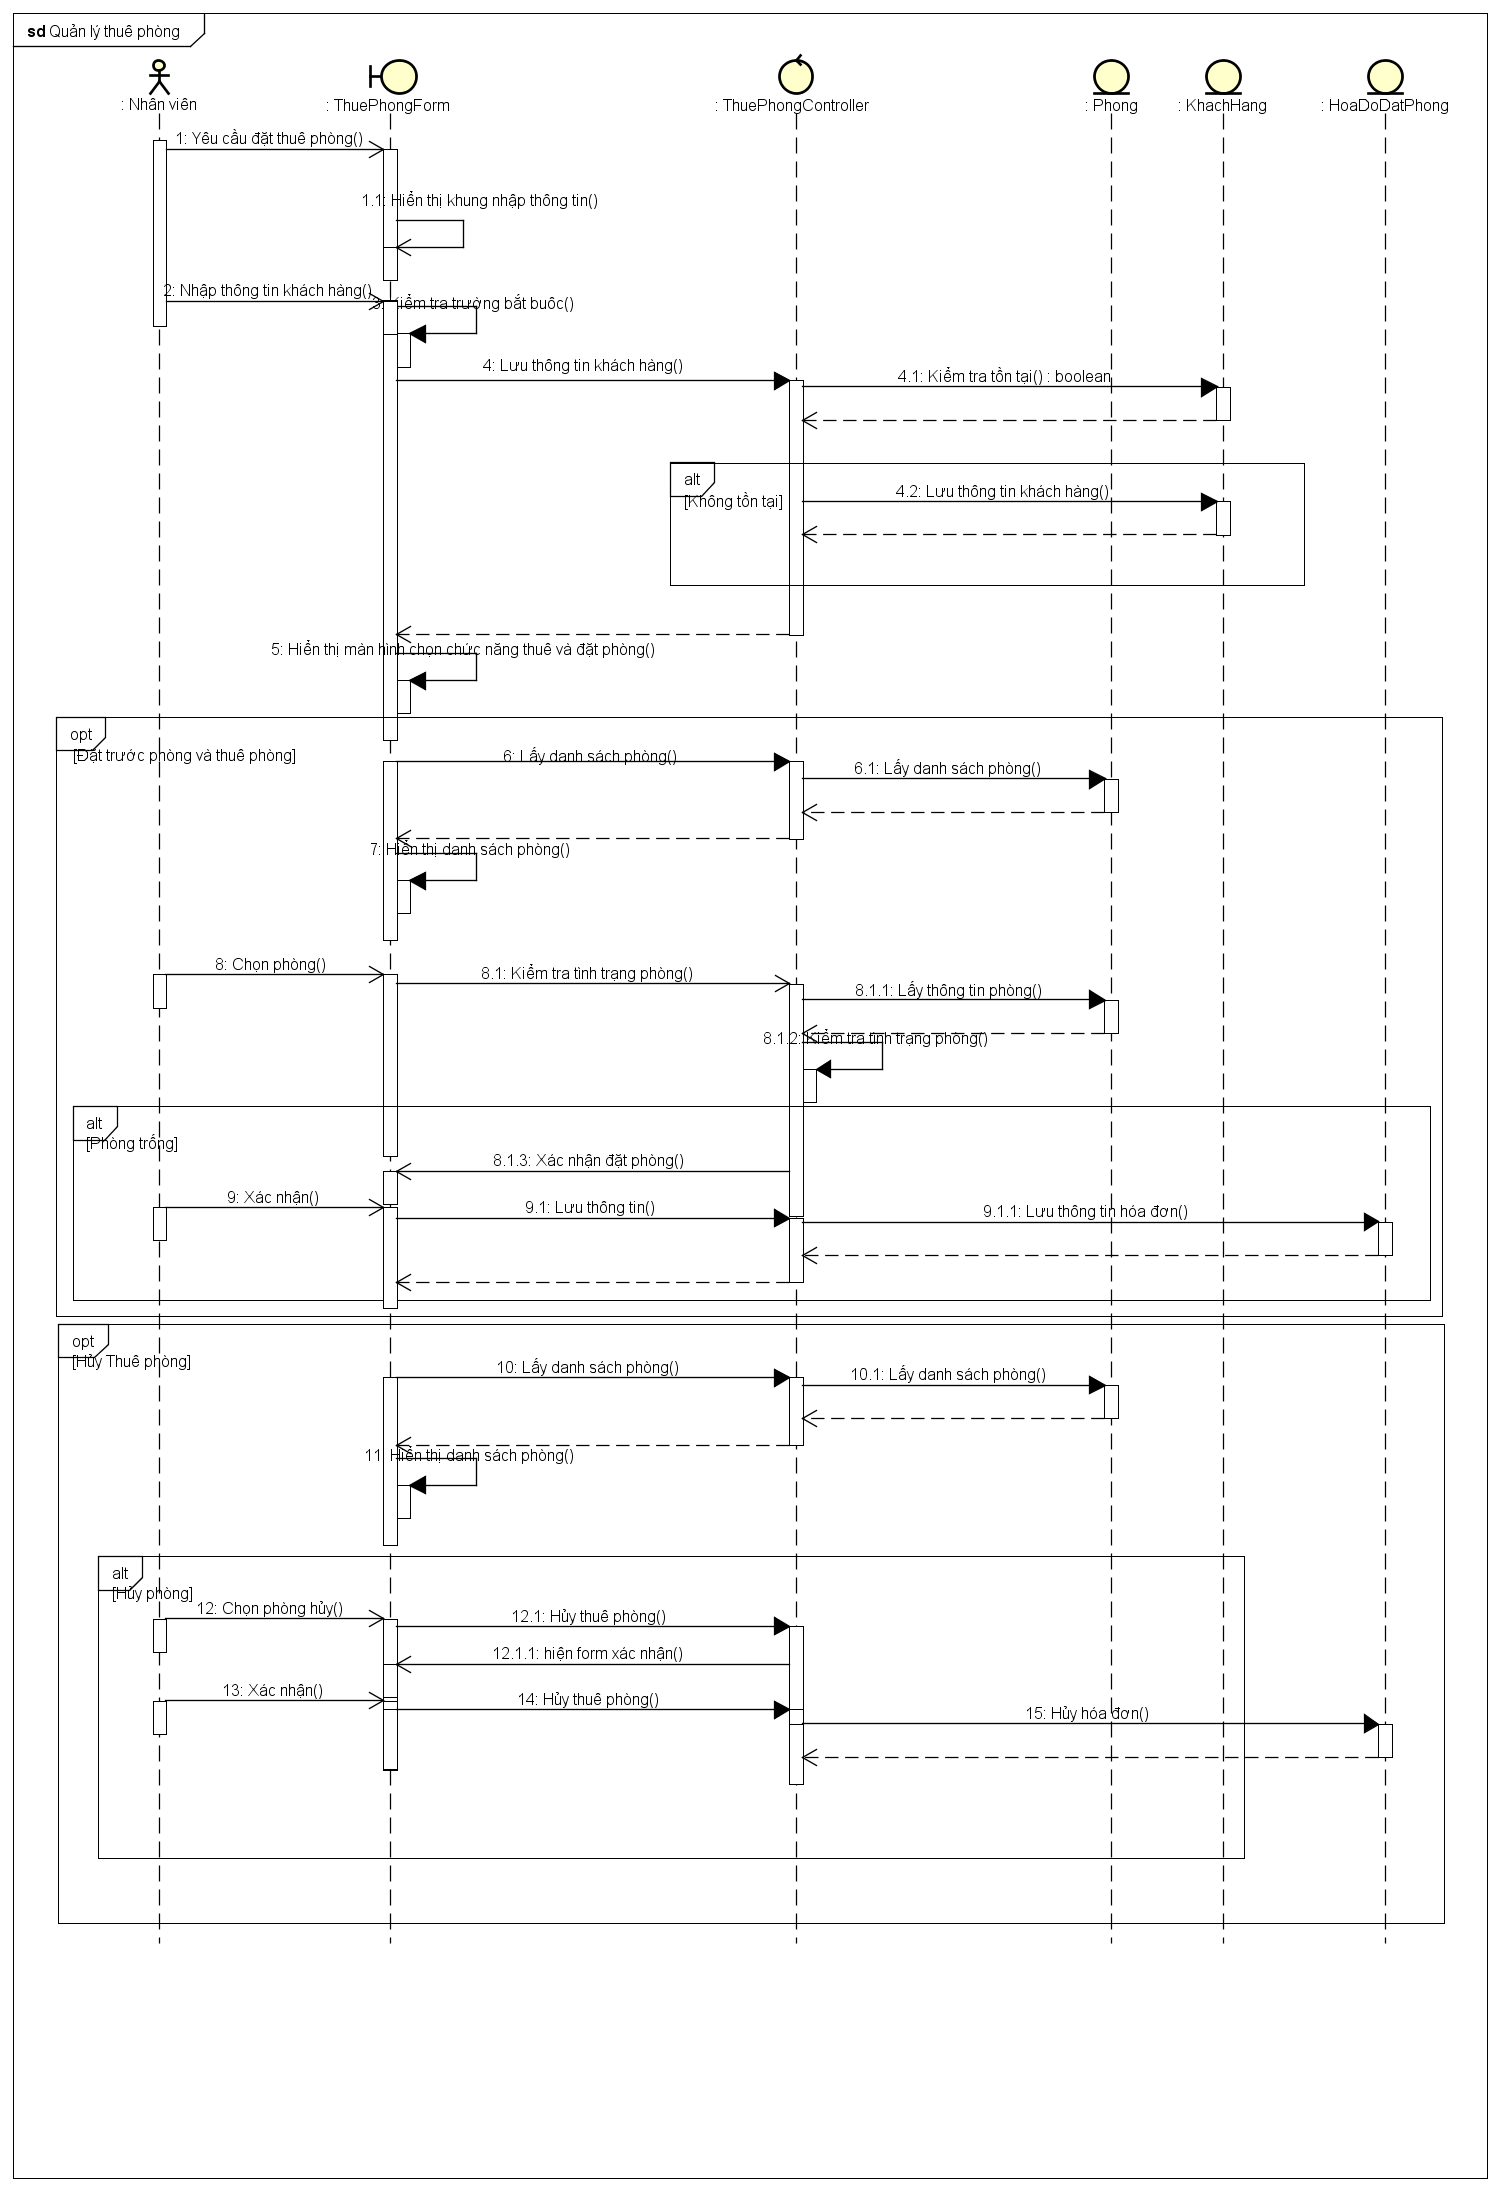 sd Quản lý thuê phòng
: Nhân viên
: ThuePhongForm
: ThuePhongController
: Phong
: KhachHang
: HoaDoDatPhong
1: Yêu cầu đặt thuê phòng()
1.1: Hiển thị khung nhập thông tin()
2: Nhập thông tin khách hàng()
3: Kiểm tra trường bắt buôc()
4: Lưu thông tin khách hàng()
4.1: Kiểm tra tồn tại() : boolean
alt
[Không tồn tại]
4.2: Lưu thông tin khách hàng()
5: Hiển thị màn hình chọn chức năng thuê và đặt phòng()
opt
[Đặt trước phòng và thuê phòng]
6: Lấy danh sách phòng()
6.1: Lấy danh sách phòng()
7: Hiển thị danh sách phòng()
8: Chọn phòng()
8.1: Kiểm tra tình trạng phòng()
8.1.1: Lấy thông tin phòng()
8.1.2: Kiểm tra tình trạng phòng()
alt
[Phòng trống]
8.1.3: Xác nhận đặt phòng()
9: Xác nhận()
9.1: Lưu thông tin()
9.1.1: Lưu thông tin hóa đơn()
opt
[Hủy Thuê phòng]
10: Lấy danh sách phòng()
10.1: Lấy danh sách phòng()
11: Hiển thị danh sách phòng()
alt
[Hủy phòng]
12: Chọn phòng hủy()
12.1: Hủy thuê phòng()
12.1.1: hiện form xác nhận()
13: Xác nhận()
14: Hủy thuê phòng()
15: Hủy hóa đơn()